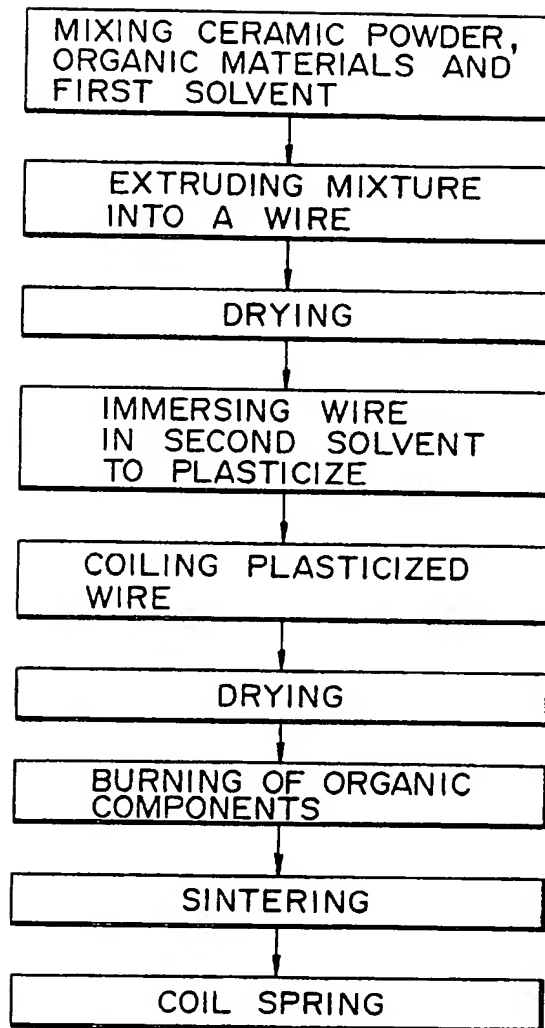 MIXING CERAMIC POWDER,
ORGANIC MATERIALS AND
FIRST SOLVENT
EXTRUDING MIXTURE
INTO A WIRE
DRYING
IMMERSING WIRE
IN SECOND SOLVENT
TO PLASTICIZE
COILING PLASTICIZED
WIRE
DRYING
BURNING OF ORGANIC
COMPONENTS
SINTERING
COIL SPRING